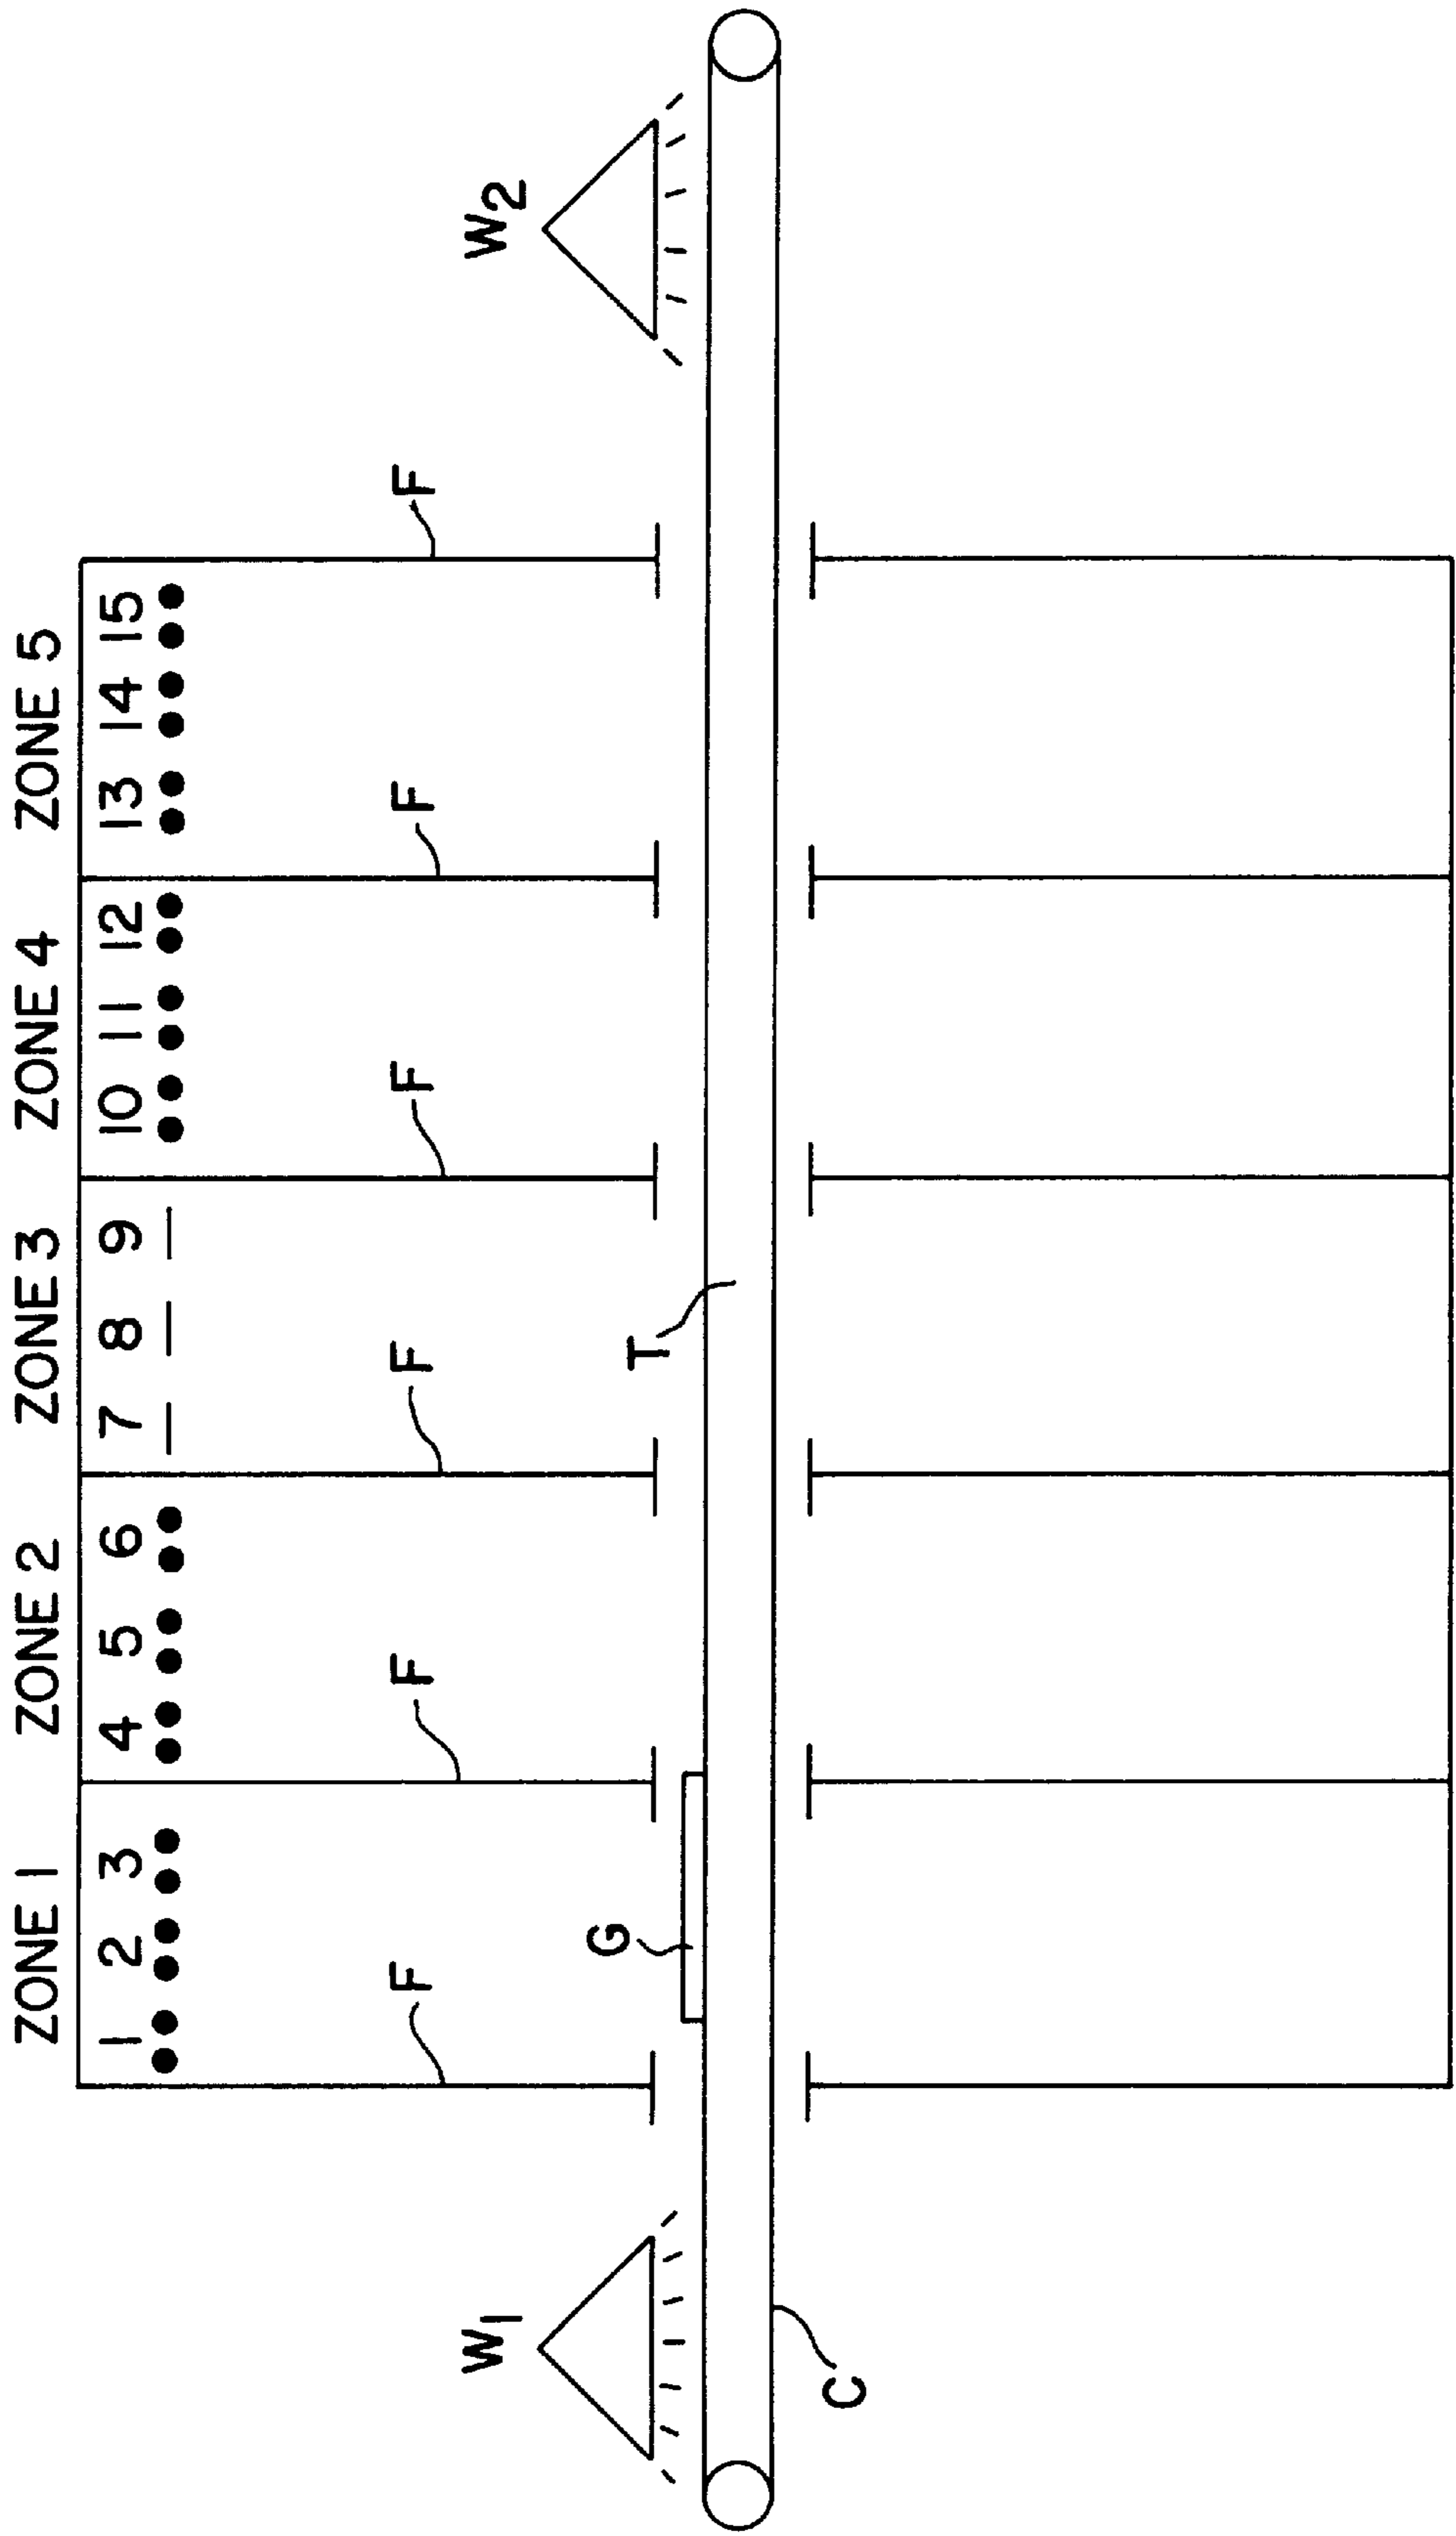 ZONE 1 ZONE 2 ZONE 3 ZONE 4 ZONE 5
1 2 3 4 5 6 7 8 9 10 11 12 13 14 15
F F F F F F
W1 W2
G T
C